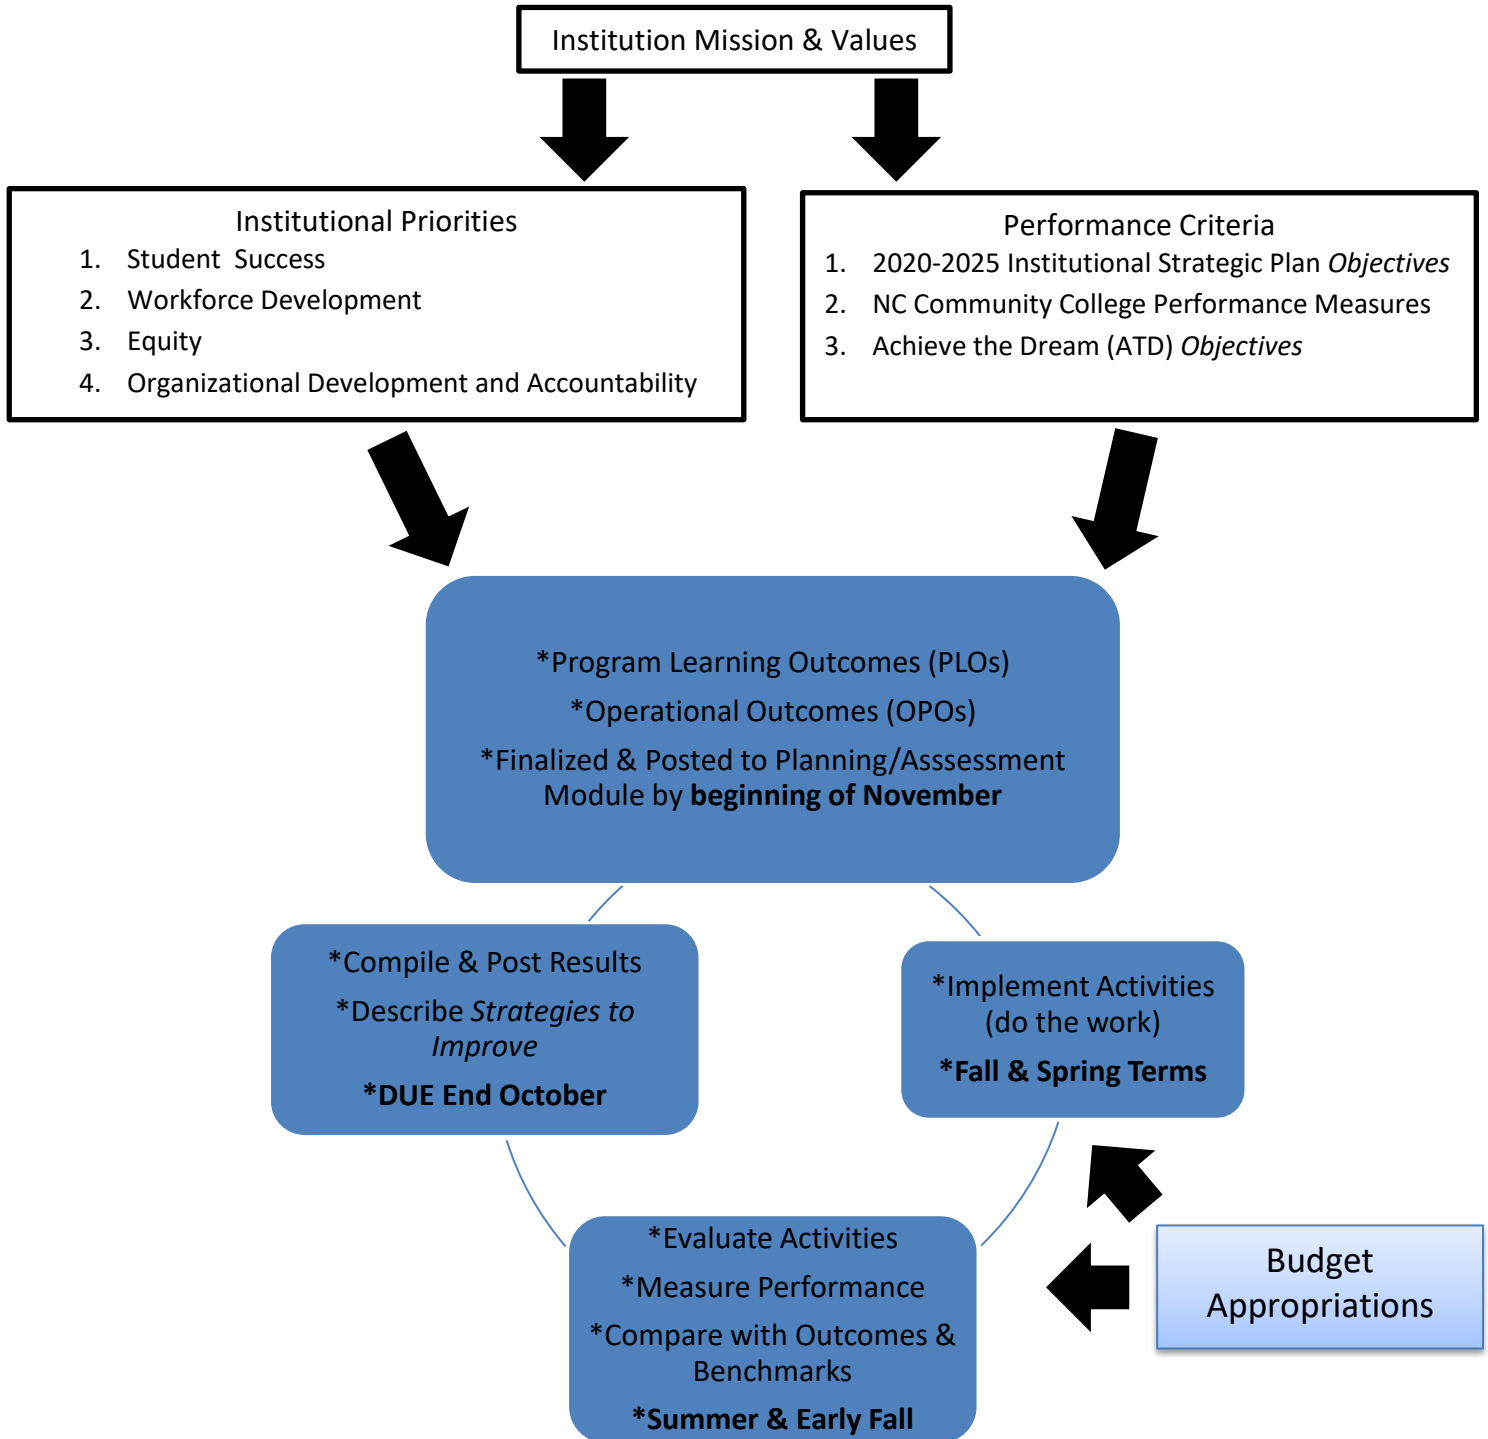 Institution Mission & Values
Institutional Priorities
1. Student  Success
2. Workforce Development
3. Equity
4. Organizational Development and Accountability
Performance Criteria
1. 2020-2025 Institutional Strategic Plan Objectives
2. NC Community College Performance Measures
3. Achieve the Dream (ATD) Objectives
*Program Learning Outcomes (PLOs)
*Operational Outcomes (OPOs)
*Finalized & Posted to Planning/Asssessment
Module by beginning of November
*Compile & Post Results
*Describe Strategies to
Improve
*DUE End October
*Implement Activities
(do the work)
*Fall & Spring Terms
*Evaluate Activities
*Measure Performance
*Compare with Outcomes &
Benchmarks
*Summer & Early Fall
Budget
Appropriations